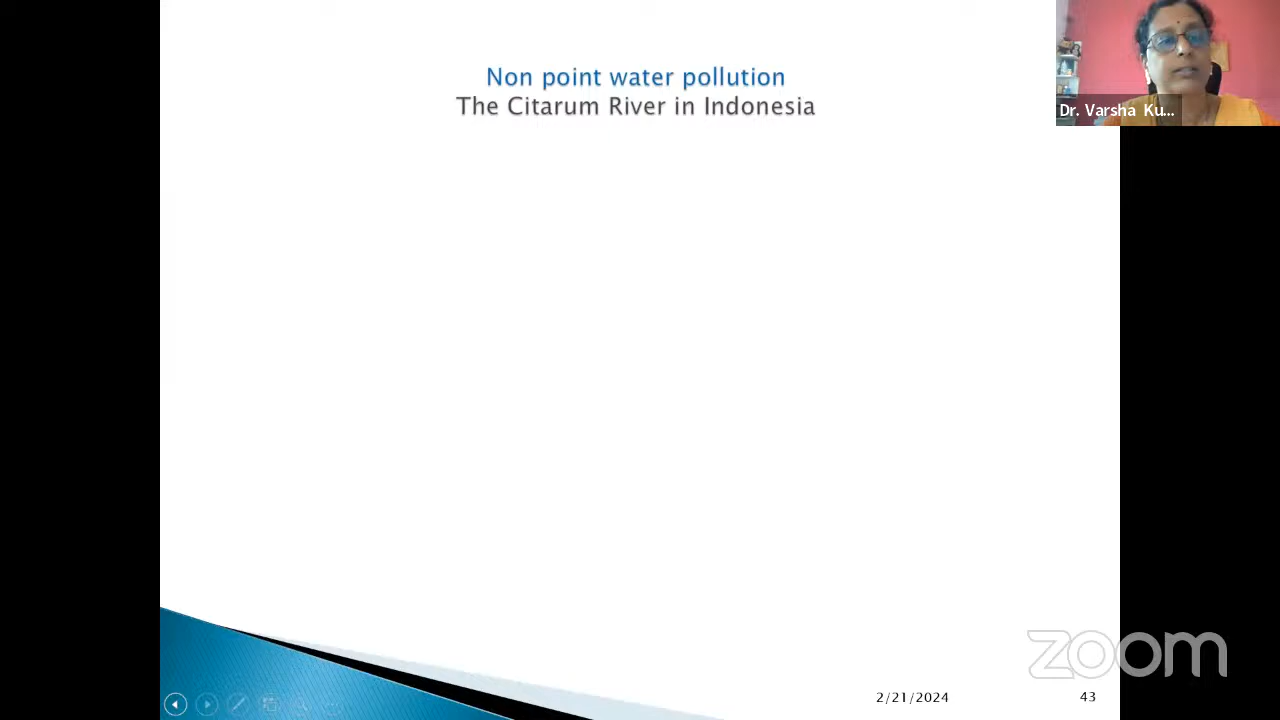 Non point water pollution
The Citarum River in Indonesia
Dr. Varsha Ku...
zoom
2/21/2024
43